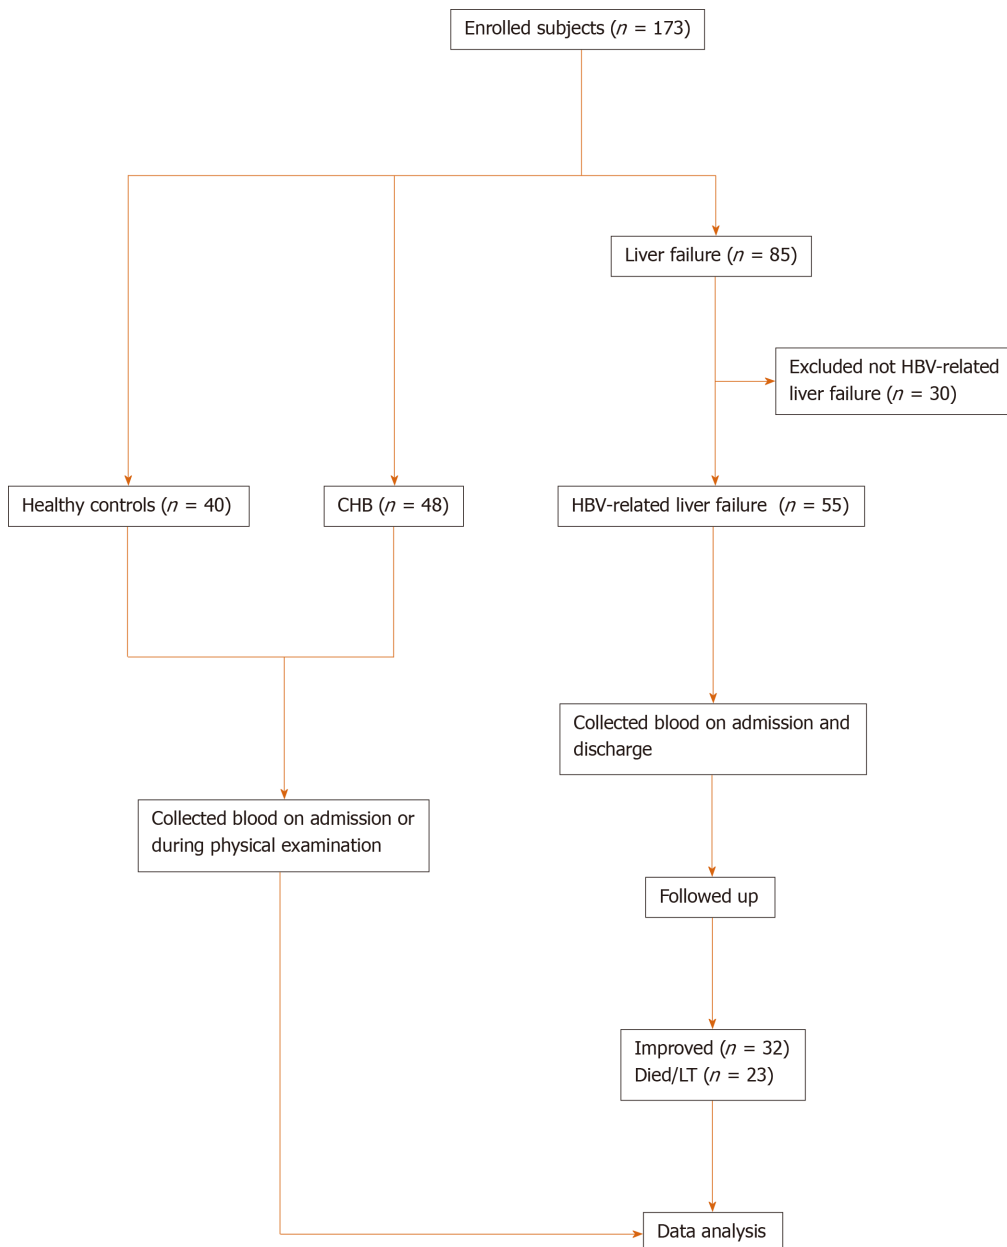 Enrolled subjects (n = 173)
Liver failure (n = 85)
Excluded not HBV-related
liver failure (n = 30)
Healthy controls (n = 40)
CHB (n = 48)
HBV-related liver failure (n = 55)
Collected blood on admission and
discharge
Collected blood on admission or
during physical examination
Followed up
Improved (n = 32)
Died/LT (n = 23)
Data analysis